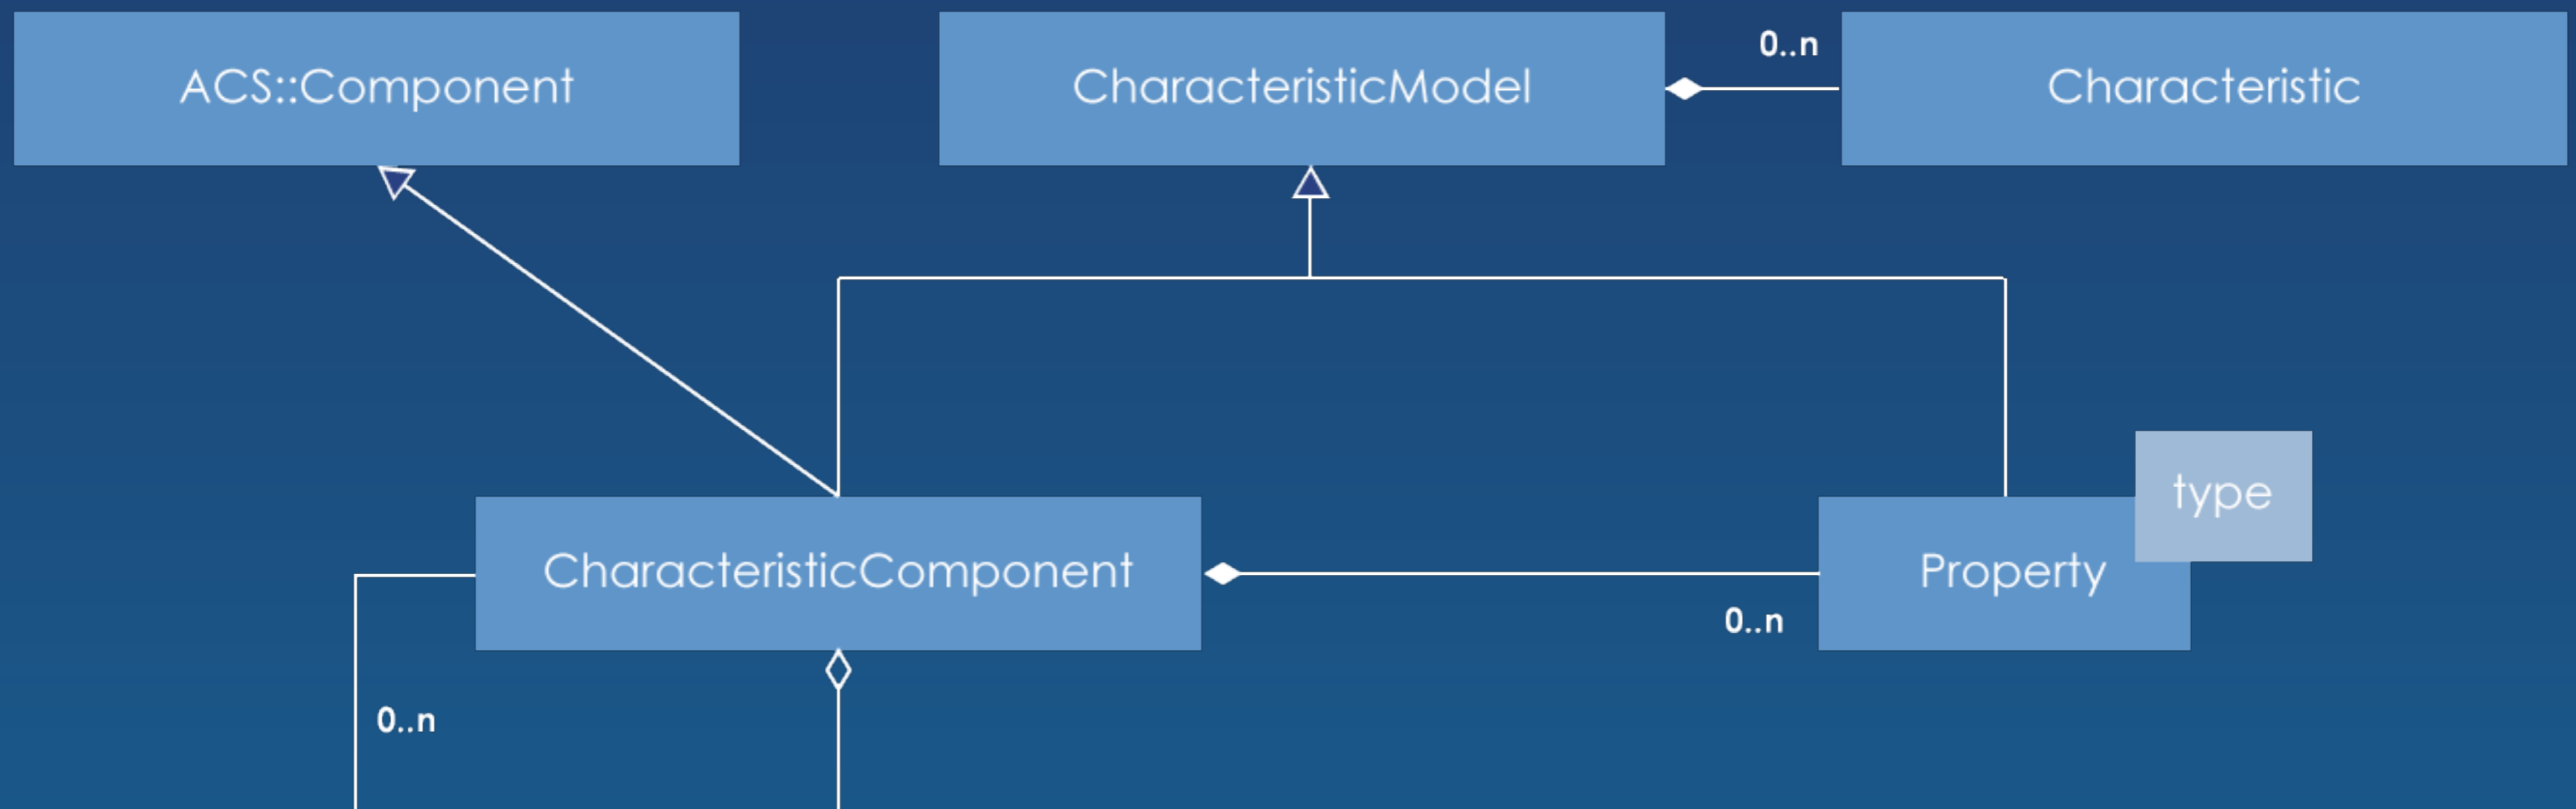 ACS::Component
CharacteristicModel
0..n
Characteristic
type
CharacteristicComponent
Property
0..n
0..n